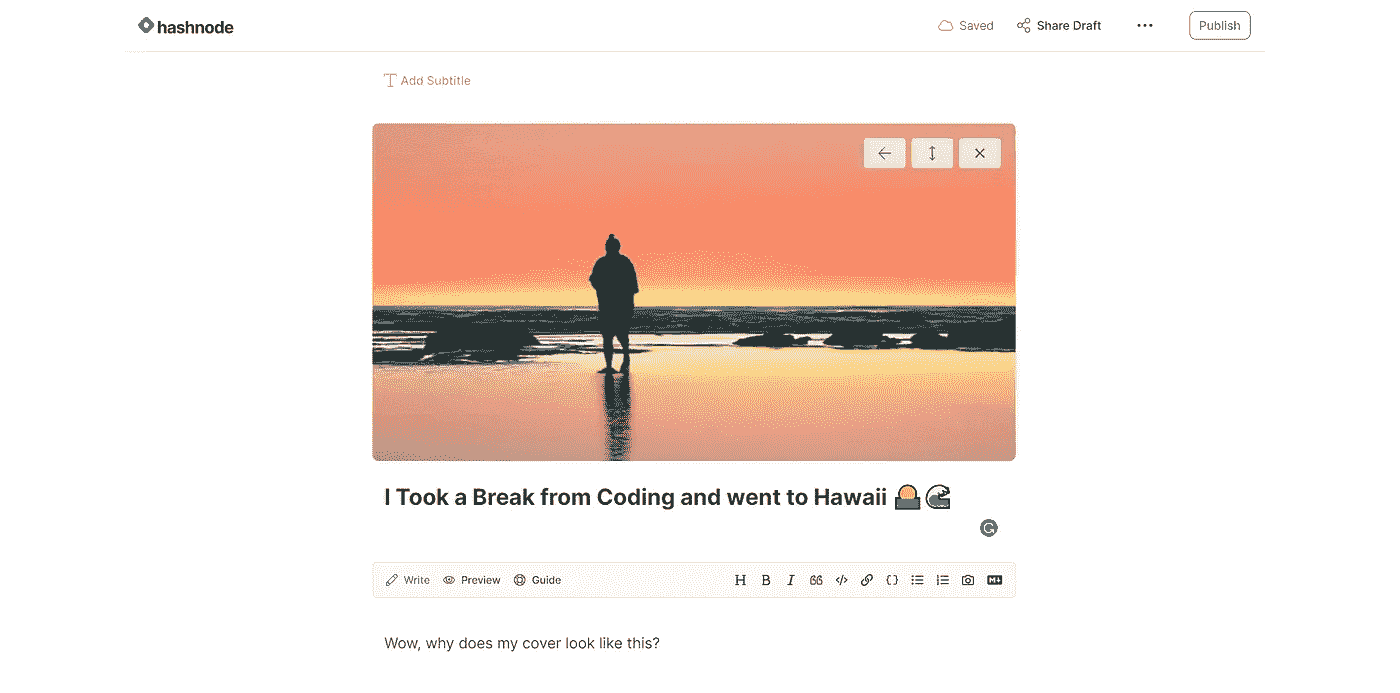 hashnode
Saved
Share Draft
Publish
Add Subtitle
I Took a Break from Coding and went to Hawaii
Write
Preview
Guide
H B I
M↓
Wow, why does my cover look like this?